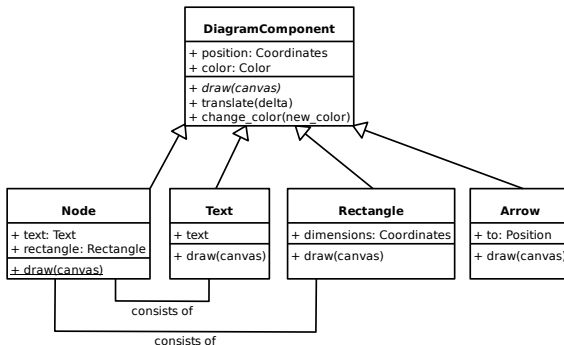 DiagramComponent
+ position: Coordinates
+ color: Color
+ draw(canvas)
+ translate(delta)
+ change_color(new_color)
Node
+ text: Text
+ rectangle: Rectangle
+ draw(canvas)
Text
+ text
+ draw(canvas)
Rectangle
+ dimensions: Coordinates
+ draw(canvas)
Arrow
+ to: Position
+ draw(canvas)
consists of
consists of